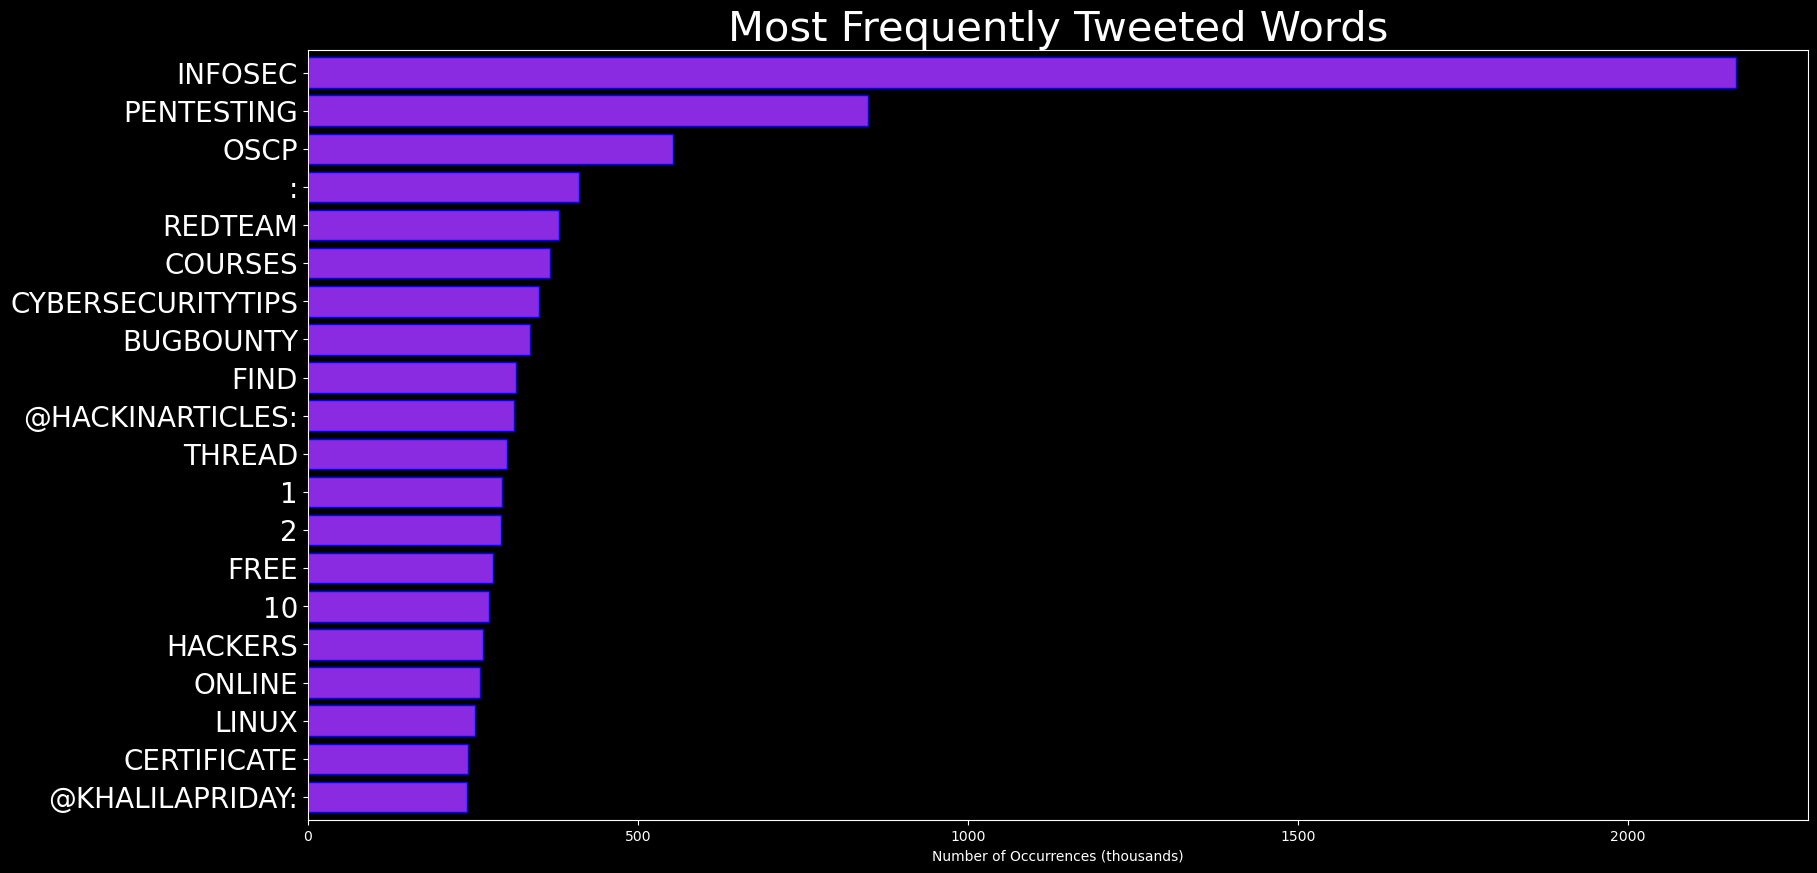 Most Frequently Tweeted Words
INFOSEC
PENTESTING
OSCP
:
REDTEAM
COURSES
CYBERSECURITYTIPS
BUGBOUNTY
FIND
@HACKINARTICLES:
THREAD
1
2
FREE
10
HACKERS
ONLINE
LINUX
CERTIFICATE
@KHALILAPRIDAY:
0 500 1000 1500 2000
Number of Occurrences (thousands)